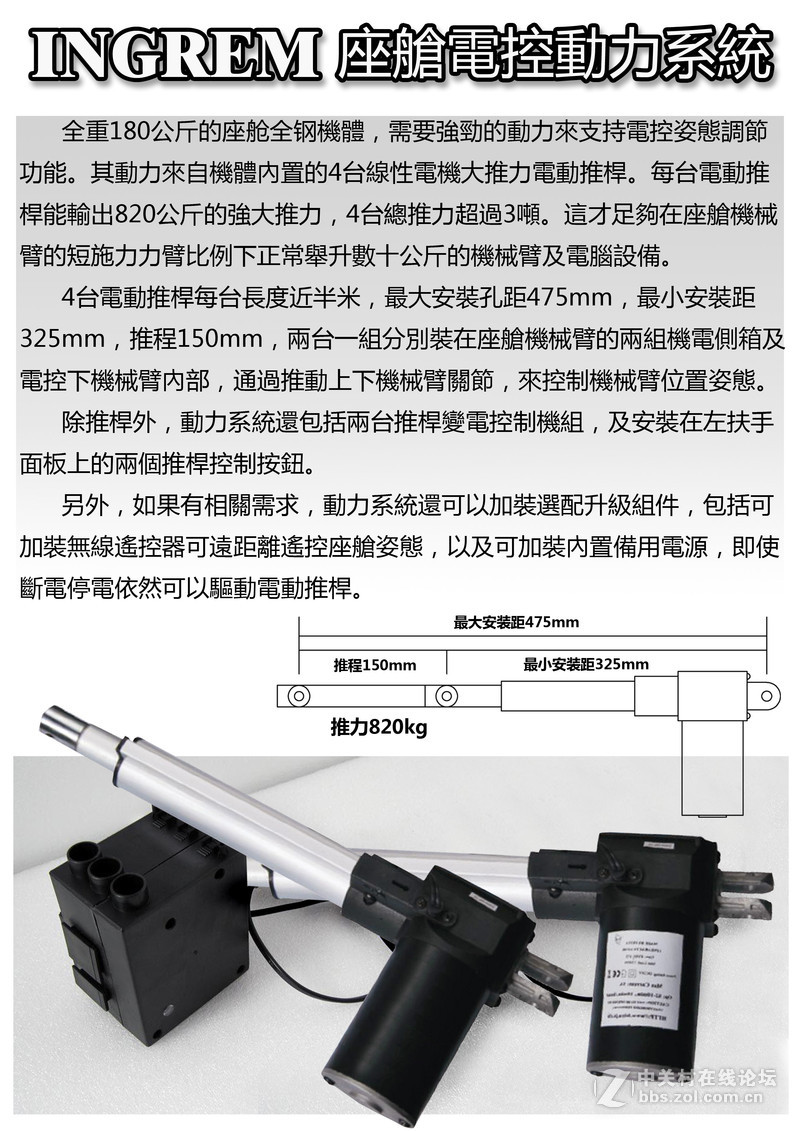 INGREM 座艙電控動力系統
全重180公斤的座舱全钢機體，需要強勁的動力來支持電控姿態調節
功能。其動力來自機體內置的4台線性電機大推力電動推桿。每台電動推
桿能輸出820公斤的強大推力，4台總推力超過3噸。這才足夠在座艙機械
臂的短施力力臂比例下正常舉升數十公斤的機械臂及電腦設備。
4台電動推桿每台長度近半米，最大安裝孔距475mm，最小安裝距
325mm，推程150mm，兩台一組分別裝在座艙機械臂的兩組機電側箱及
電控下機械臂內部，通過推動上下機械臂關節，來控制機械臂位置姿態。
除推桿外，動力系統還包括兩台推桿變電控制機組，及安裝在左扶手
面板上的兩個推桿控制按鈕。
另外，如果有相關需求，動力系統還可以加裝選配升級組件，包括可
加裝無線遙控器可遠距離遙控座艙姿態，以及可加裝內置備用電源，即使
斷電停電依然可以驅動電動推桿。
最大安装距475mm
推程150mm
最小安装距325mm
推力820kg
中关村在线论坛
bbs.zol.com.cn